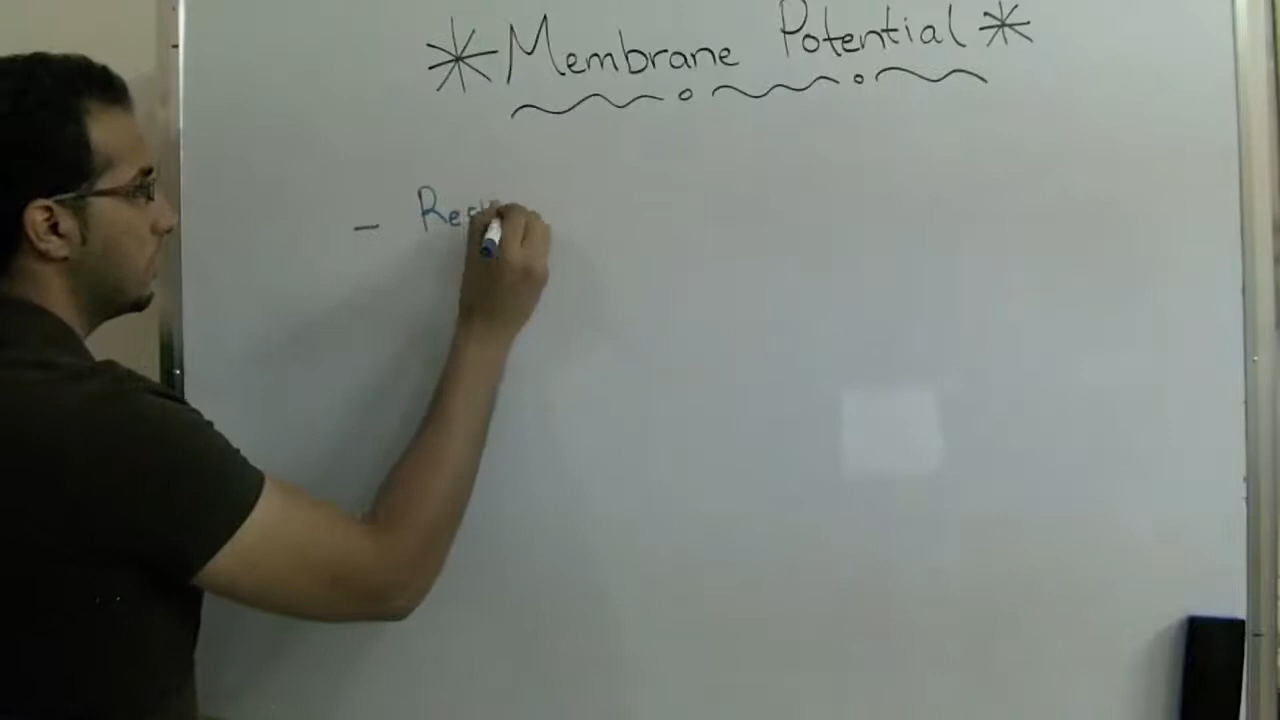 * Membrane Potential *
- Res